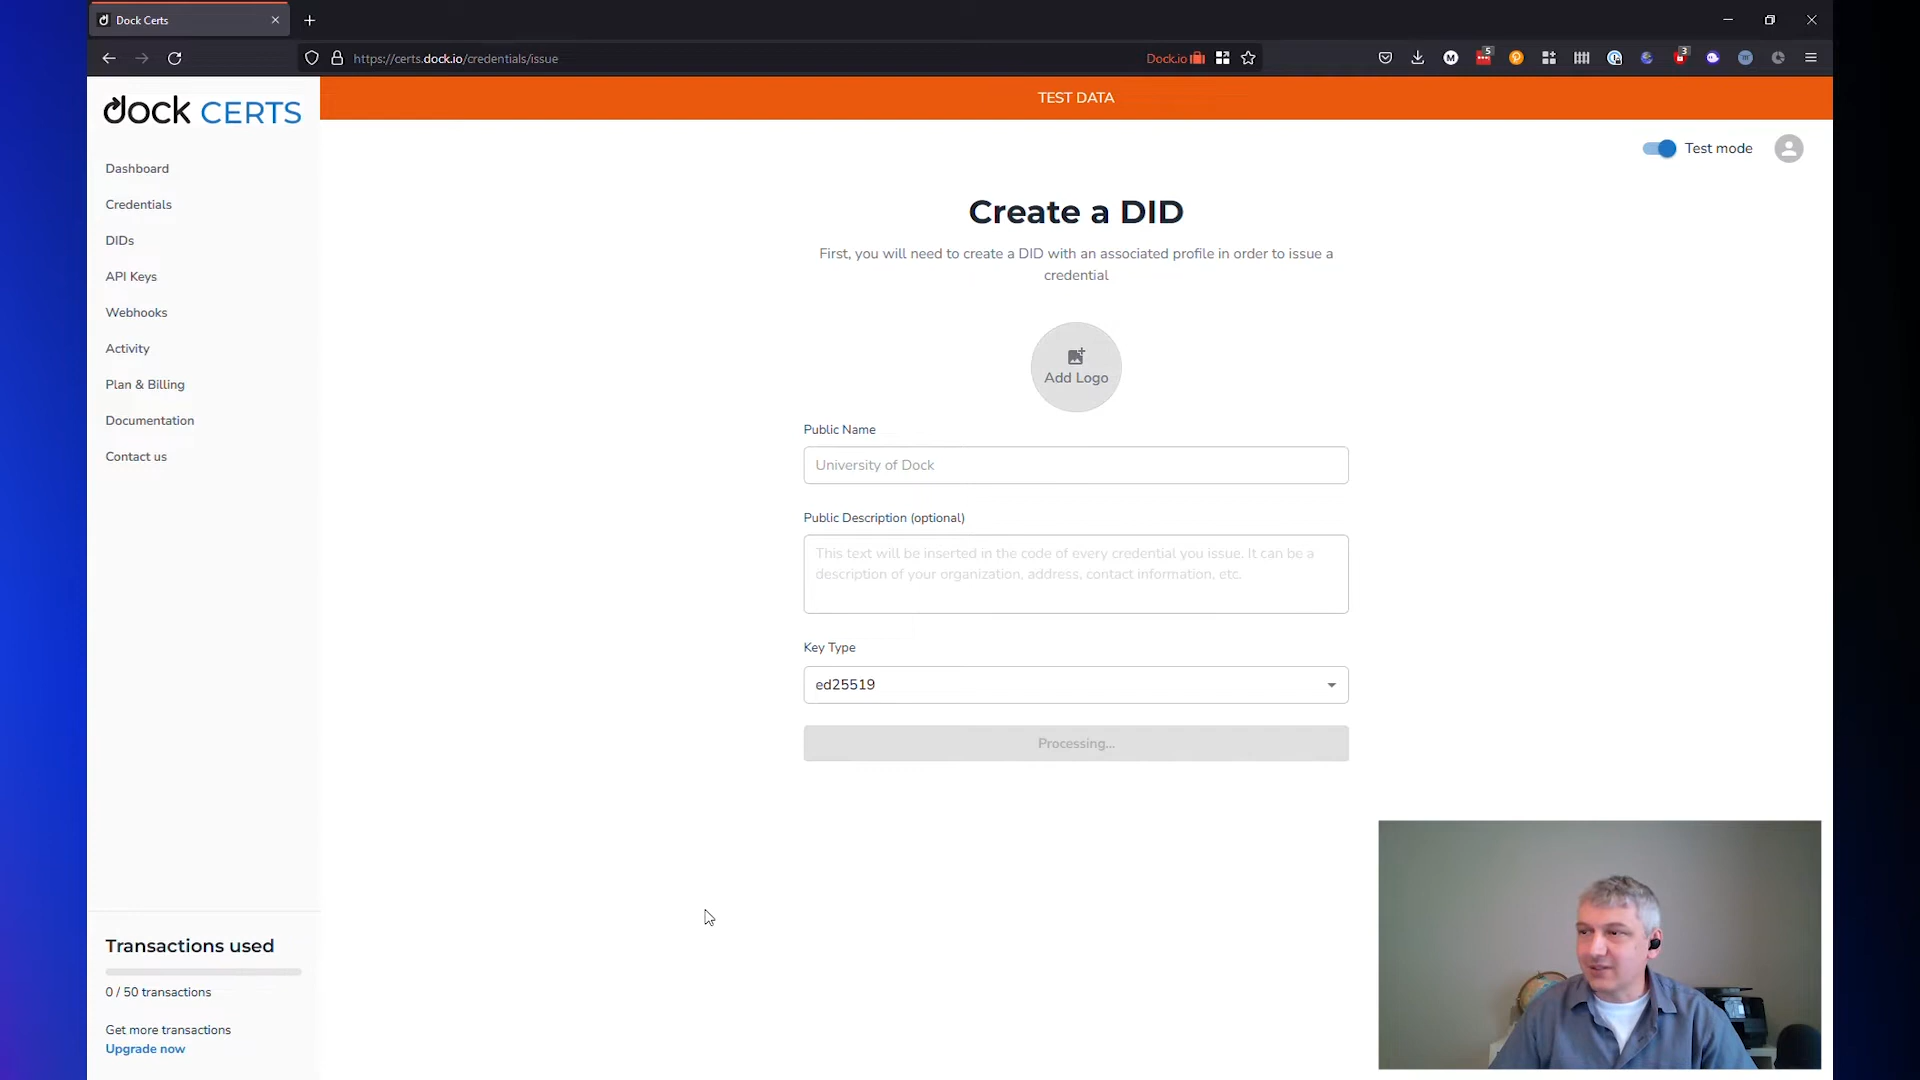 Dock Certs
https://certs.dock.io/credentials/issue
Dock.io
5
3
dock CERTS
TEST DATA
Test mode
Dashboard
Credentials
DIDs
API Keys
Webhooks
Activity
Plan & Billing
Documentation
Contact us
Create a DID
First, you will need to create a DID with an associated profile in order to issue a
credential
Add Logo
Public Name
University of Dock
Public Description (optional)
This text will be inserted in the code of every credential you issue. It can be a
description of your organization, address, contact information, etc.
Key Type
ed25519
Processing...
Transactions used
0 / 50 transactions
Get more transactions
Upgrade now